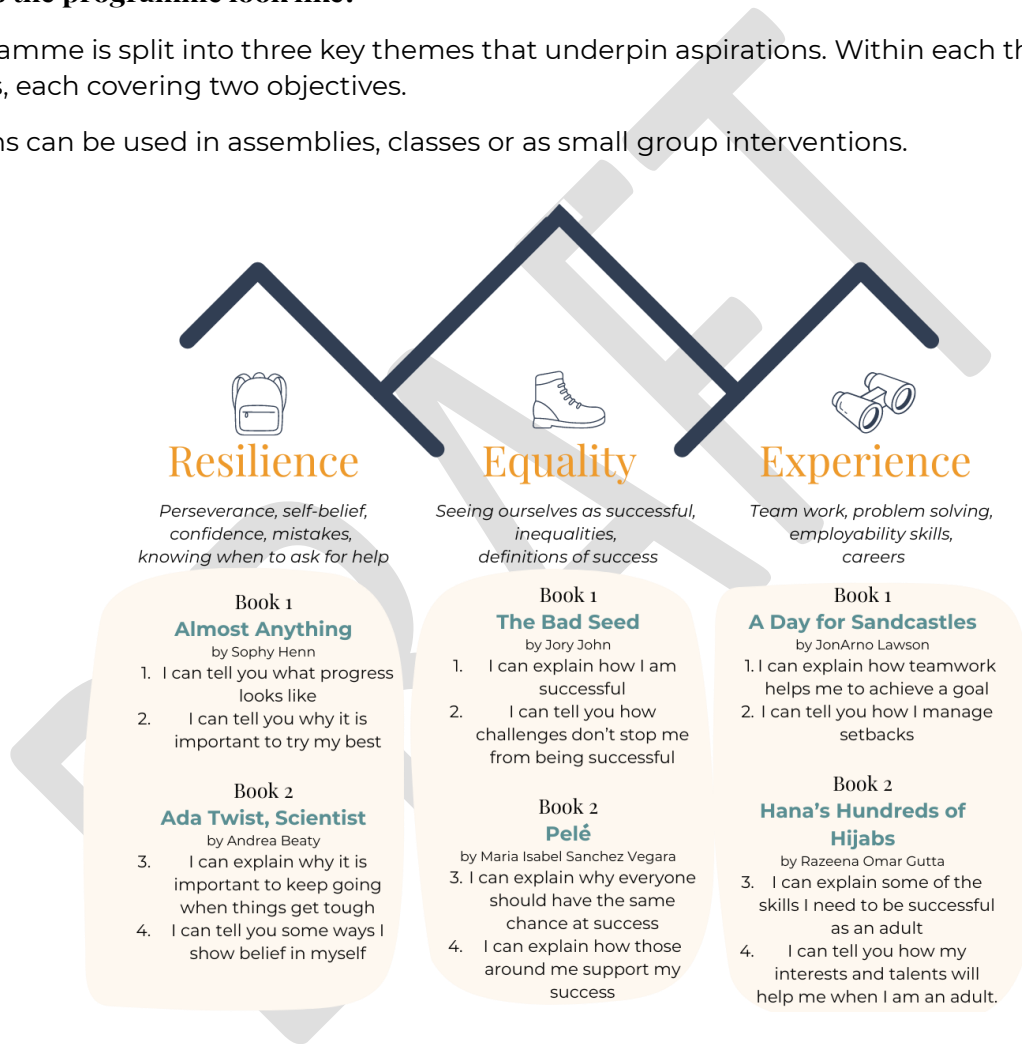 the programme look like?
amme is split into three key themes that underpin aspirations. Within each th
s, each covering two objectives.
ns can be used in assemblies, classes or as small group interventions.
DRAFT
Resilience
Perseverance, self-belief,
confidence, mistakes,
knowing when to ask for help
Book 1
Almost Anything
by Sophy Henn
1. I can tell you what progress
looks like
2. I can tell you why it is
important to try my best
Book 2
Ada Twist, Scientist
by Andrea Beaty
3. I can explain why it is
important to keep going
when things get tough
4. I can tell you some ways I
show belief in myself
Equality
Seeing ourselves as successful,
inequalities,
definitions of success
Book 1
The Bad Seed
by Jory John
1. I can explain how I am
successful
2. I can tell you how
challenges don't stop me
from being successful
Book 2
Pelé
by Maria Isabel Sanchez Vegara
3. I can explain why everyone
should have the same
chance at success
4. I can explain how those
around me support my
success
Experience
Team work, problem solving,
employability skills,
careers
Book 1
A Day for Sandcastles
by JonArno Lawson
1. I can explain how teamwork
helps me to achieve a goal
2. I can tell you how I manage
setbacks
Book 2
Hana's Hundreds of
Hijabs
by Razeena Omar Gutta
3. I can explain some of the
skills I need to be successful
as an adult
4. I can tell you how my
interests and talents will
help me when I am an adult.